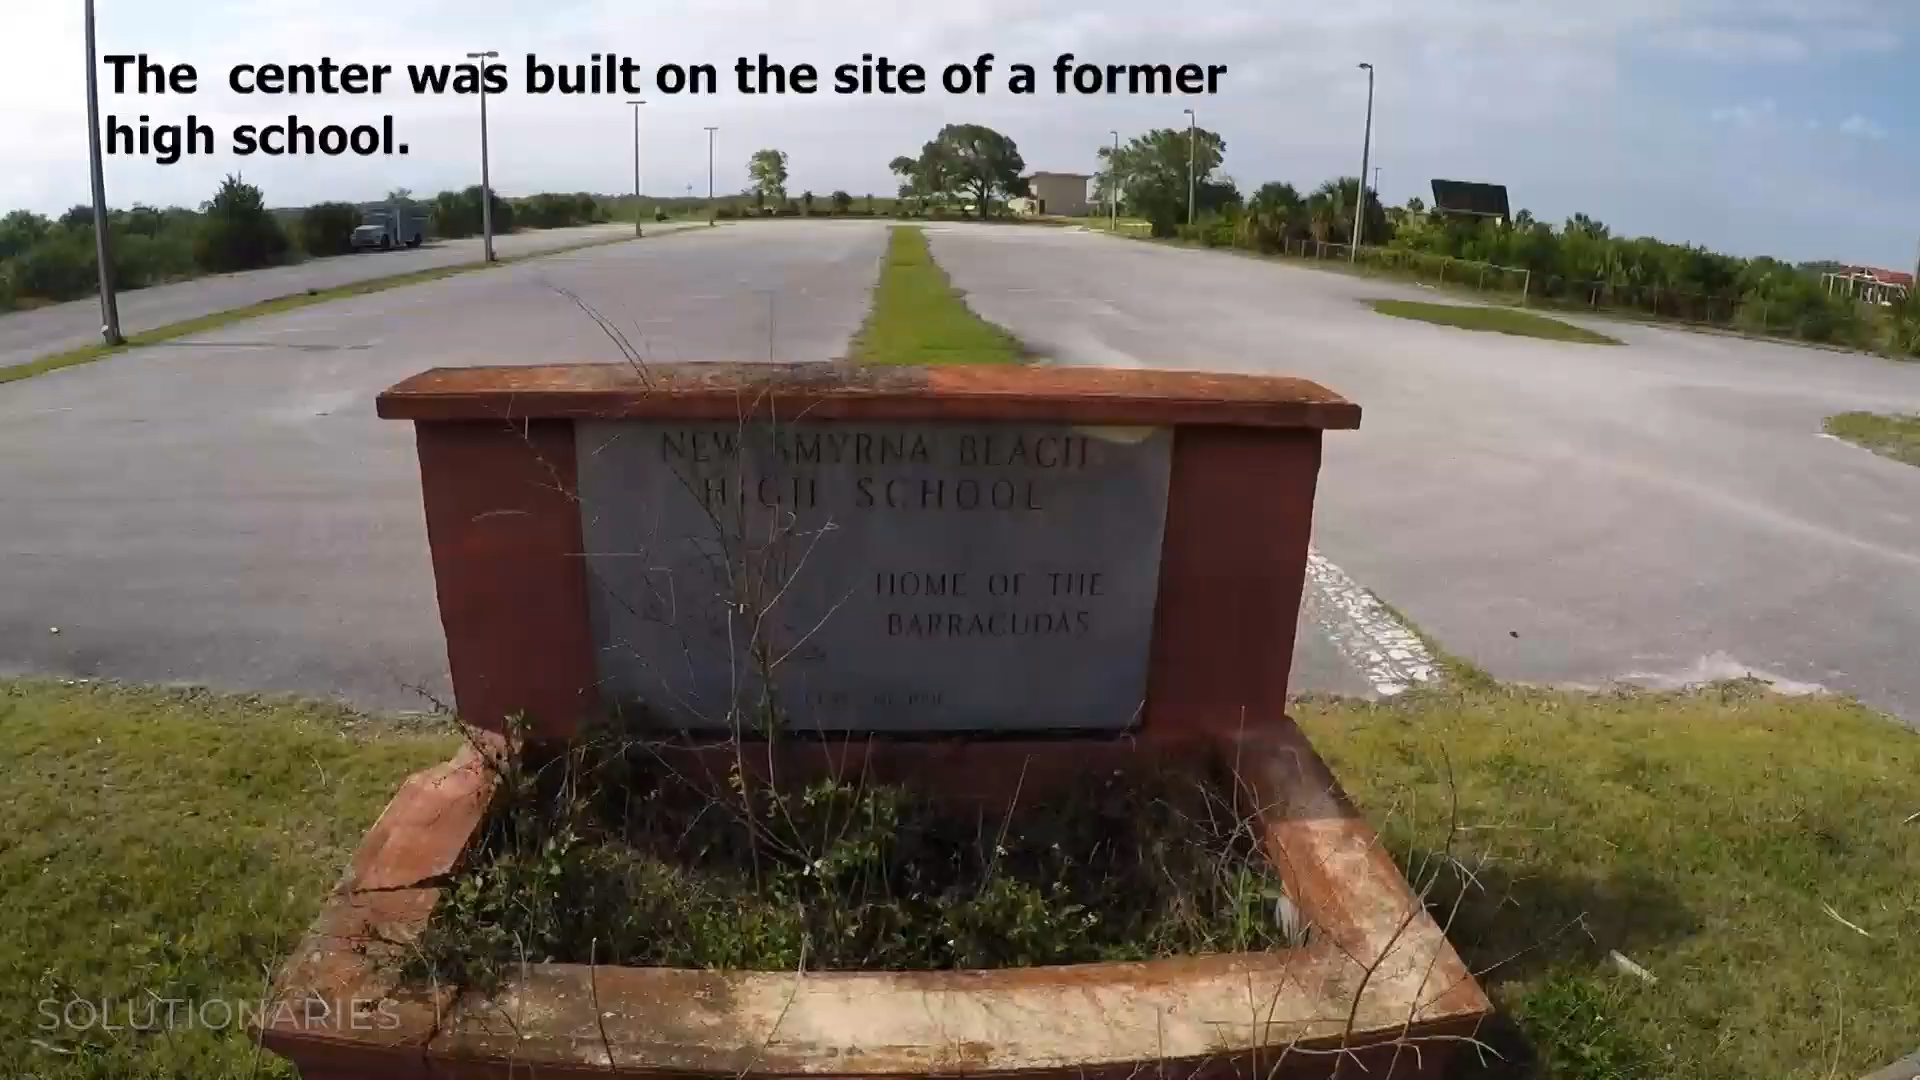 The center was built on the site of a former
high school.
NEW SMYRNA BEACH
HIGH SCHOOL
HOME OF THE
BARRACUDAS
SOLUTIONARIES